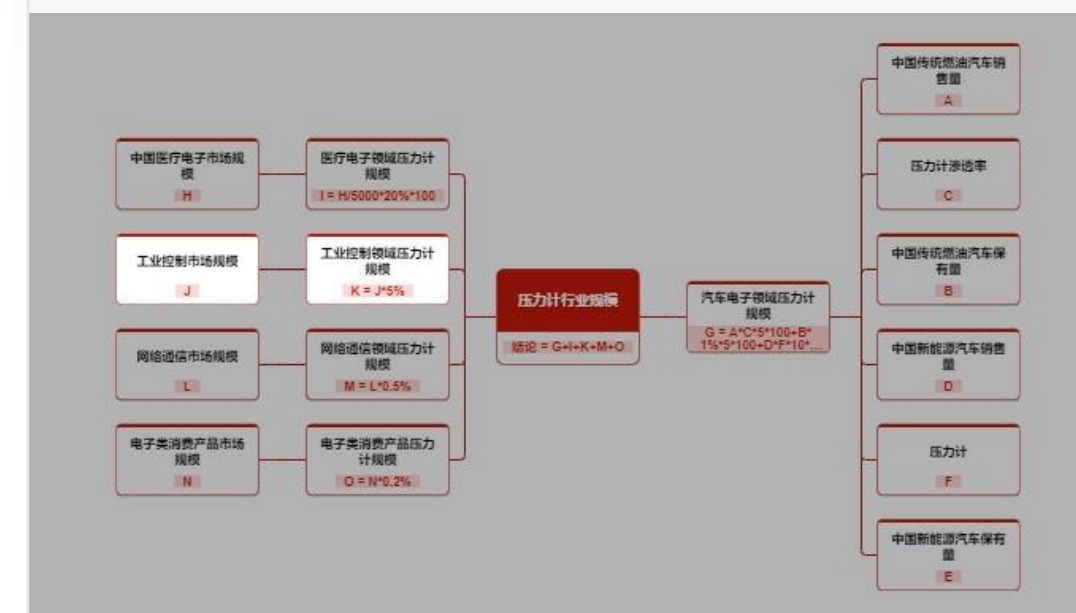 中国医疗电子市场规
模
H
医疗电子领域压力计
规模
I = H/5000*20%*100
工业控制市场规模
J
工业控制领域压力计
规模
K = J*5%
网络通信市场规模
L
网络通信领域压力计
规模
M = L*0.5%
电子类消费产品市场
规模
N
电子类消费产品压力
计规模
O = N*0.2%
压力计行业规模
结论 = G+I+K+M+O
汽车电子领域压力计
规模
G = A*C*5*100+B*
1%*5*100+D*F*10*...
中国传统燃油汽车销
售量
A
压力计渗透率
C
中国传统燃油汽车保
有量
B
中国新能源汽车销售
量
D
压力计
F
中国新能源汽车保有
量
E